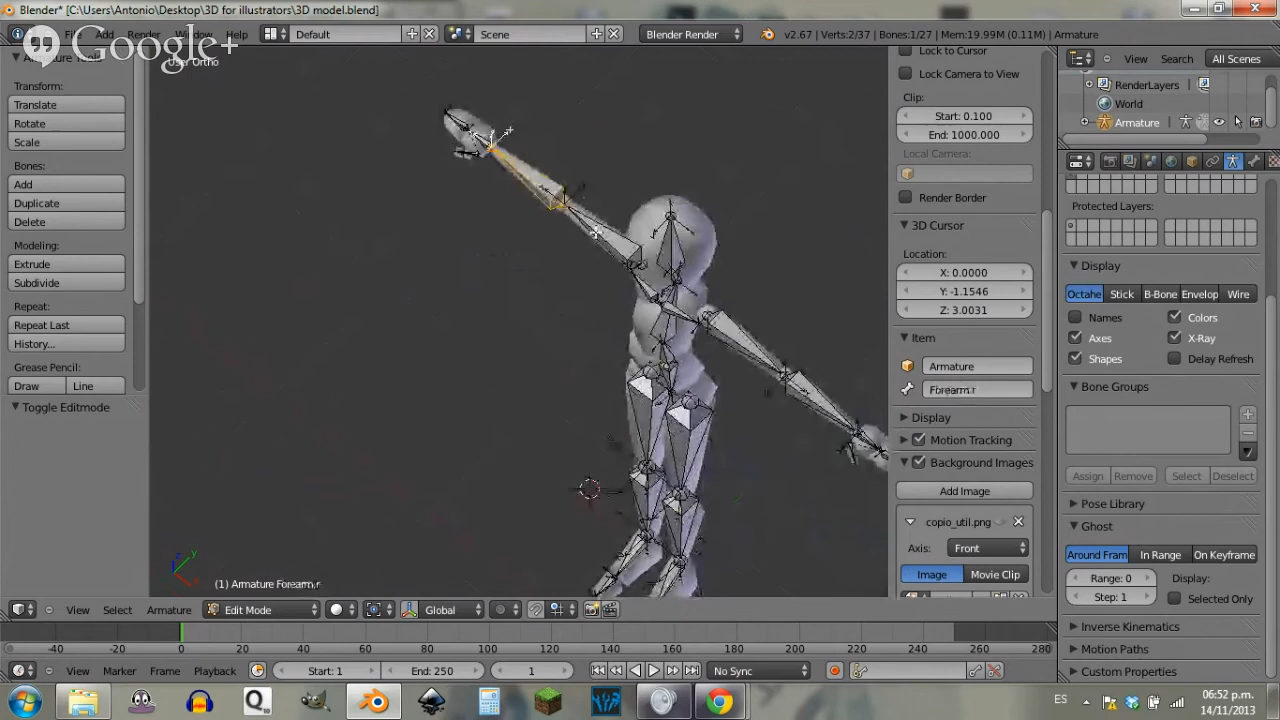 Blender* [C:\Users\Antonio\Desktop\3D for illustrators\3D model.blend]
File Add Render Window Help Default Scene Blender Render v2.67 | Verts:2/37 | Bones:1/27 | Mem:19.99M (0.11M) | Armature
Google+
User Ortho
Armature Tools
Transform:
Translate
Rotate
Scale
Bones:
Add
Duplicate
Delete
Modeling:
Extrude
Subdivide
Repeat:
Repeat Last
History...
Grease Pencil:
Draw Line
Toggle Editmode
z y
(1) Armature Forearm.r
Lock to Cursor
Lock Camera to View
Clip:
Start: 0.100
End: 1000.000
Local Camera:
Render Border
3D Cursor
Location:
X: 0.0000
Y: -1.1546
Z: 3.0031
Item
Armature
Forearm.r
Display
Motion Tracking
Background Images
Add Image
copio_util.png
Axis: Front
Image Movie Clip
View Search All Scenes
RenderLayers
World
Armature
Protected Layers:
Display
Octahe Stick B-Bone Envelop Wire
Names Colors
Axes X-Ray
Shapes Delay Refresh
Bone Groups
Assign Remove Select Deselect
Pose Library
Ghost
Around Fram In Range On Keyframe
Range: 0 Display:
Step: 1 Selected Only
Inverse Kinematics
Motion Paths
Custom Properties
View Select Armature Edit Mode Global
-40 -20 0 20 40 60 80 100 120 140 160 180 200 220 240 260 280
View Marker Frame Playback Start: 1 End: 250 1 No Sync
ES 06:52 p.m.
14/11/2013